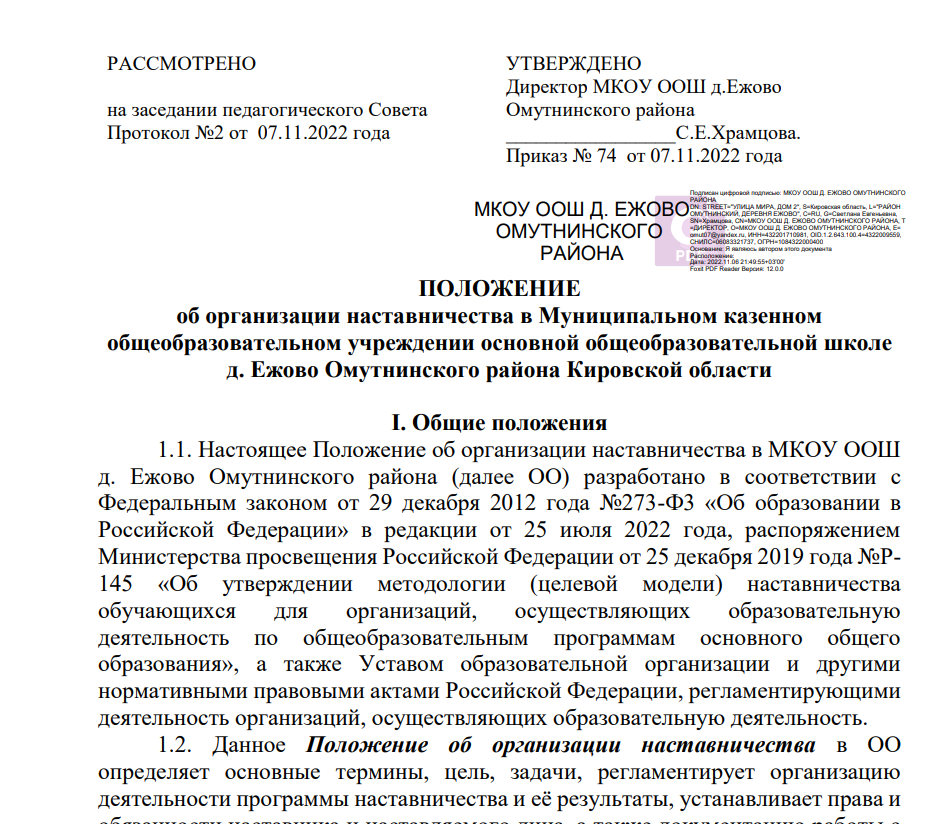 РАССМОТРЕНО
на заседании педагогического Совета
Протокол №2 от 07.11.2022 года
УТВЕРЖДЕНО
Директор МКОУ ООШ д.Ежово
Омутнинского района
_________________С.Е.Храмцова.
Приказ № 74 от 07.11.2022 года
МКОУ ООШ Д. ЕЖОВО
ОМУТНИНСКОГО
РАЙОНА
Подписан цифровой подписью: МКОУ ООШ Д. ЕЖОВО ОМУТНИНСКОГО
РАЙОНА
DN: STREET="УЛИЦА МИРА, ДОМ 2", S=Кировская область, L="РАЙОН
ОМУТНИНСКИЙ, ДЕРЕВНЯ ЕЖОВО", C=RU, G=Светлана Евгеньевна,
SN=Храмцова, CN=МКОУ ООШ Д. ЕЖОВО ОМУТНИНСКОГО РАЙОНА, T
=ДИРЕКТОР, O=МКОУ ООШ Д. ЕЖОВО ОМУТНИНСКОГО РАЙОНА, E=
omut07@yandex.ru, ИНН=432201710981, OID.1.2.643.100.4=4322009559,
СНИЛС=06083321737, ОГРН=1084322000400
Основание: Я являюсь автором этого документа
Расположение:
Дата: 2022.11.06 21:49:55+03'00'
Foxit PDF Reader Версия: 12.0.0
ПОЛОЖЕНИЕ
об организации наставничества в Муниципальном казенном
общеобразовательном учреждении основной общеобразовательной школе
д. Ежово Омутнинского района Кировской области
I. Общие положения
1.1. Настоящее Положение об организации наставничества в МКОУ ООШ
д. Ежово Омутнинского района (далее ОО) разработано в соответствии с
Федеральным законом от 29 декабря 2012 года №273-ФЗ «Об образовании в
Российской Федерации» в редакции от 25 июля 2022 года, распоряжением
Министерства просвещения Российской Федерации от 25 декабря 2019 года №Р-
145 «Об утверждении методологии (целевой модели) наставничества
обучающихся для организаций, осуществляющих образовательную
деятельность по общеобразовательным программам основного общего
образования», а также Уставом образовательной организации и другими
нормативными правовыми актами Российской Федерации, регламентирующими
деятельность организаций, осуществляющих образовательную деятельность.
1.2. Данное Положение об организации наставничества в ОО
определяет основные термины, цель, задачи, регламентирует организацию
деятельности программы наставничества и её результаты, устанавливает права и